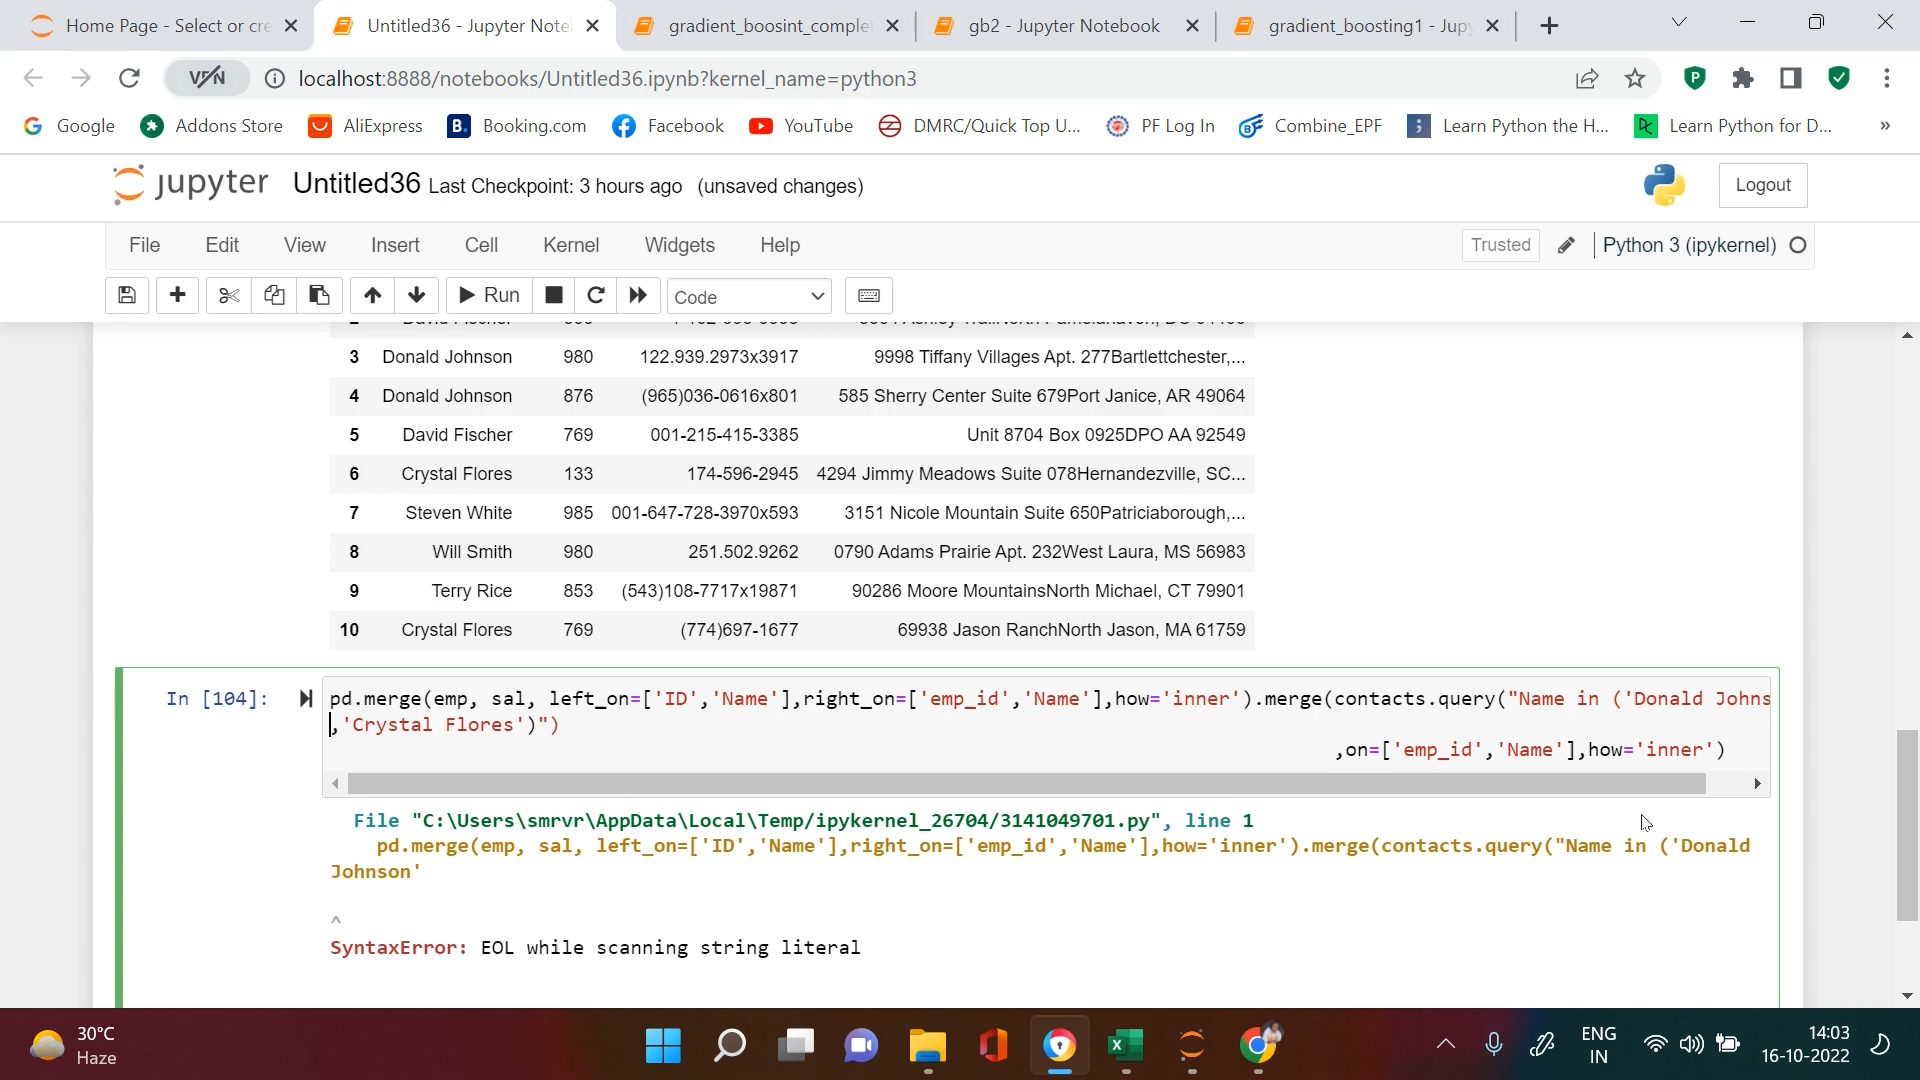 Home Page - Select or cre
Untitled36 - Jupyter Note
gradient_boosint_comple
gb2 - Jupyter Notebook
gradient_boosting1 - Jup
VPN
localhost:8888/notebooks/Untitled36.ipynb?kernel_name=python3
Google
Addons Store
AliExpress
Booking.com
Facebook
YouTube
DMRC/Quick Top U...
PF Log In
Combine_EPF
Learn Python the H...
Learn Python for D...
jupyter Untitled36 Last Checkpoint: 3 hours ago (unsaved changes)
Logout
File Edit View Insert Cell Kernel Widgets Help
Trusted
Python 3 (ipykernel)
Run
Code
3 Donald Johnson 980 122.939.2973x3917 9998 Tiffany Villages Apt. 277Bartlettchester,...
4 Donald Johnson 876 (965)036-0616x801 585 Sherry Center Suite 679Port Janice, AR 49064
5 David Fischer 769 001-215-415-3385 Unit 8704 Box 0925DPO AA 92549
6 Crystal Flores 133 174-596-2945 4294 Jimmy Meadows Suite 078Hernandezville, SC...
7 Steven White 985 001-647-728-3970x593 3151 Nicole Mountain Suite 650Patriciaborough,...
8 Will Smith 980 251.502.9262 0790 Adams Prairie Apt. 232West Laura, MS 56983
9 Terry Rice 853 (543)108-7717x19871 90286 Moore MountainsNorth Michael, CT 79901
10 Crystal Flores 769 (774)697-1677 69938 Jason RanchNorth Jason, MA 61759
In [104]:
pd.merge(emp, sal, left_on=['ID','Name'],right_on=['emp_id','Name'],how='inner').merge(contacts.query("Name in ('Donald Johns
,'Crystal Flores')")
,on=['emp_id','Name'],how='inner')
File "C:\Users\smrvr\AppData\Local\Temp/ipykernel_26704/3141049701.py", line 1
pd.merge(emp, sal, left_on=['ID','Name'],right_on=['emp_id','Name'],how='inner').merge(contacts.query("Name in ('Donald
Johnson'
^
SyntaxError: EOL while scanning string literal
30°C
Haze
ENG
IN
14:03
16-10-2022